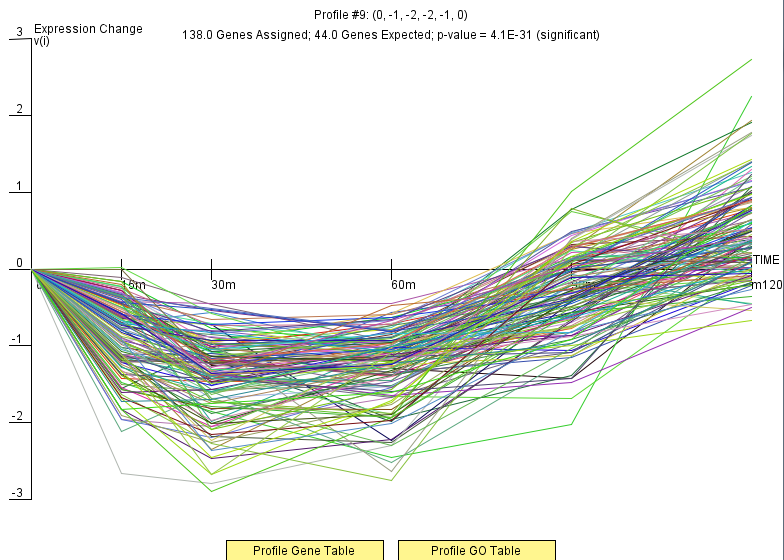 Profile #9: (0, -1, -2, -2, -1, 0)
138.0 Genes Assigned; 44.0 Genes Expected; p-value = 4.1E-31 (significant)
Expression Change
v(i)
3
2
1
0
-1
-2
-3
TIME
30m
60m
Profile Gene Table
Profile GO Table